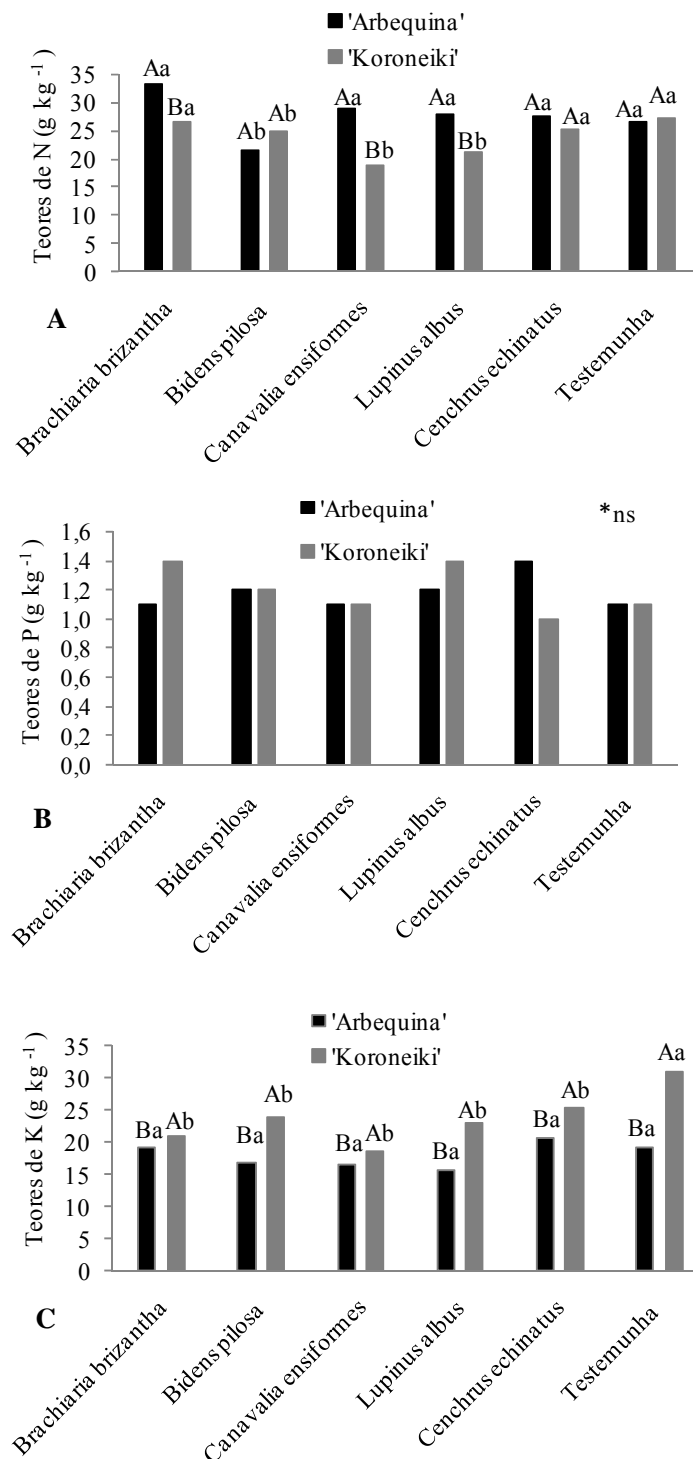 'Arbequina'
'Koroneiki'
Teores de N (g kg -1)
35
30
25
20
15
10
5
0
Aa
Ba
Ab
Ab
Aa
Bb
Aa
Bb
Aa
Aa
Aa
Aa
A
Brachiaria brizantha
Bidens pilosa
Canavalia ensiformes
Lupinus albus
Cenchrus echinatus
Testemunha
'Arbequina'
'Koroneiki'
*ns
Teores de P (g kg -1)
1,6
1,4
1,2
1,0
0,8
0,6
0,4
0,2
0,0
B
Brachiaria brizantha
Bidens pilosa
Canavalia ensiformes
Lupinus albus
Cenchrus echinatus
Testemunha
'Arbequina'
'Koroneiki'
Teores de K (g kg -1)
35
30
25
20
15
10
5
0
Ba
Ab
Ba
Ab
Ba
Ab
Ba
Ab
Ba
Ab
Ba
Aa
C
Brachiaria brizantha
Bidens pilosa
Canavalia ensiformes
Lupinus albus
Cenchrus echinatus
Testemunha